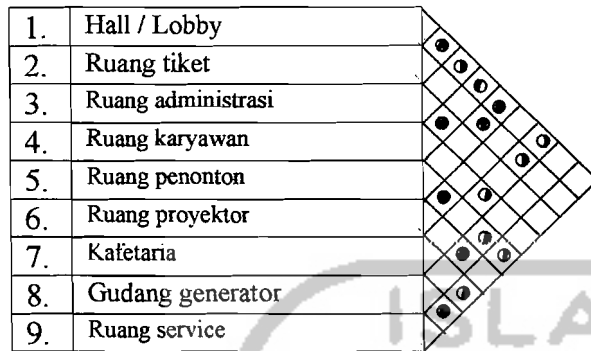 1. Hall / Lobby
2. Ruang tiket
3. Ruang administrasi
4. Ruang karyawan
5. Ruang penonton
6. Ruang proyektor
7. Kafetaria
8. Gudang generator
9. Ruang service
ISLA